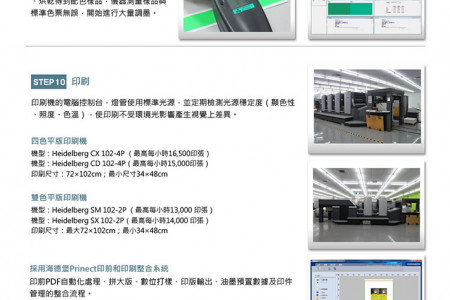 、烘乾得到配色樣品，儀器測量樣品與
標準色票無誤，開始進行大量調墨。
STEP10 印刷
印刷機的電腦控制台，燈管使用標準光源，並定期檢測光源穩定度（顯色性
、照度、色溫），使印刷不受環境光影響產生視覺上差異。
四色平版印刷機
機型：Heidelberg CX 102-4P（最高每小時16,500印張）
機型：Heidelberg CD 102-4P（最高每小時15,000印張）
印刷尺寸：72×102cm；最小尺寸34×48cm
雙色平版印刷機
機型：Heidelberg SM 102-2P（最高每小時13,000 印張）
機型：Heidelberg SX 102-2P（最高每小時14,000 印張）
印刷尺寸：最大72×102cm；最小34×48cm
採用海德堡Prinect印前和印刷整合系統
印前PDF自動化處理、拼大版、數位打樣、印版輸出、油墨預置數據及印件
管理的整合流程。